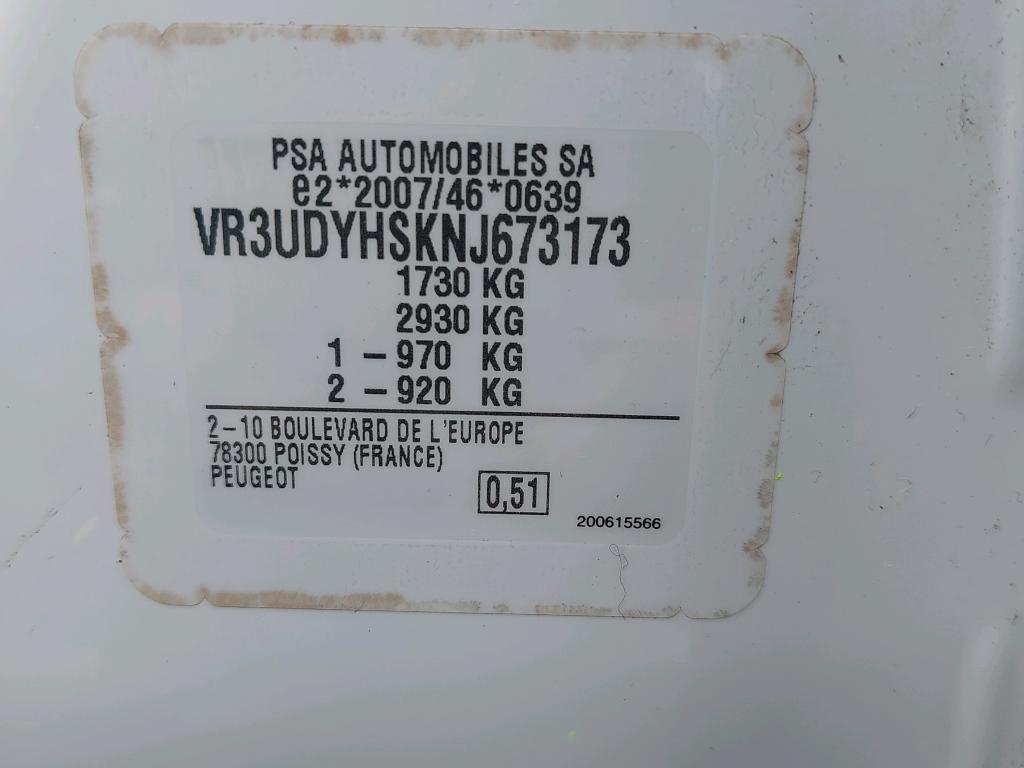 PSA AUTOMOBILES SA
e2*2007/46*0639
VR3UDYHSKNJ673173
1730 KG
2930 KG
1 - 970 KG
2 - 920 KG
2-10 BOULEVARD DE L'EUROPE
78300 POISSY (FRANCE)
PEUGEOT
0,51
200615566